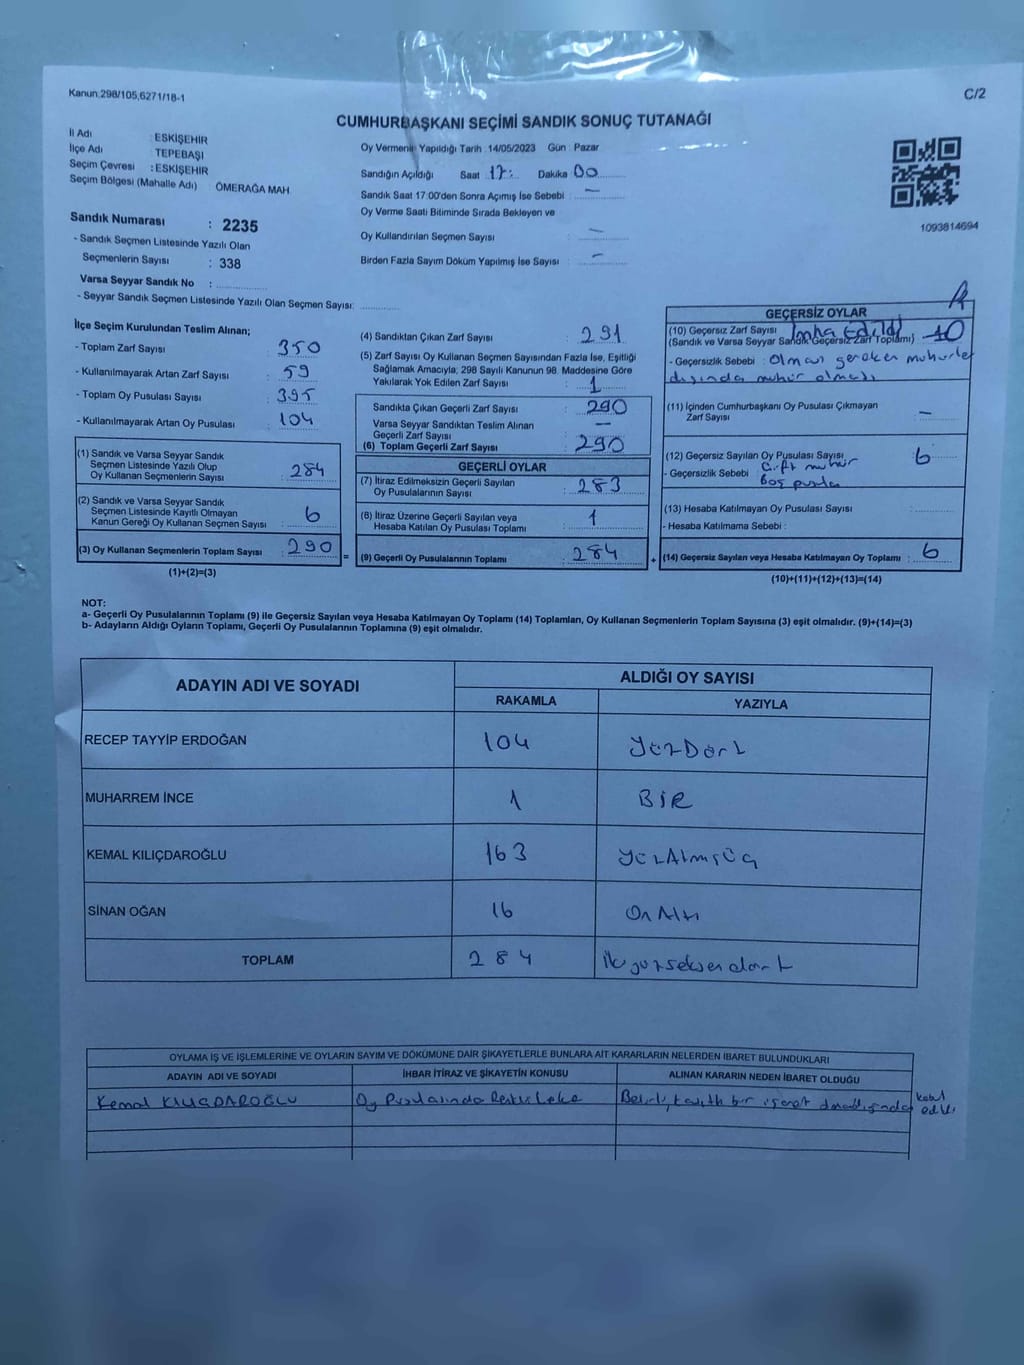 Kanun.298/105,6271/18-1
C/2
CUMHURBAŞKANI SEÇİMİ SANDIK SONUÇ TUTANAĞI
İl Adı : ESKİŞEHİR
İlçe Adı TEPEBAŞI
Seçim Çevresi : ESKİŞEHİR
Seçim Bölgesi (Mahalle Adı) ÖMERAĞA MAH.
Oy Vermenin Yapıldığı Tarih :14/05/2023 Gün : Pazar
Sandığın Açıldığı Saat 17: Dakika 00
Sandık Saat 17:00'den Sonra Açımış İse Sebebi : —
Oy Verme Saati Bitiminde Sırada Bekleyen ve
Oy Kullandırılan Seçmen Sayısı : —
Birden Fazla Sayım Döküm Yapılmış İse Sayısı : —
1093814694
Sandık Numarası : 2235
- Sandık Seçmen Listesinde Yazılı Olan
Seçmenlerin Sayısı : 338
Varsa Seyyar Sandık No :
- Seyyar Sandık Seçmen Listesinde Yazılı Olan Seçmen Sayısı:
İlçe Seçim Kurulundan Teslim Alınan;
- Toplam Zarf Sayısı : 350
- Kullanılmayarak Artan Zarf Sayısı : 59
- Toplam Oy Pusulası Sayısı : 395
- Kullanılmayarak Artan Oy Pusulası : 104
(1) Sandık ve Varsa Seyyar Sandık
Seçmen Listesinde Yazılı Olup
Oy Kullanan Seçmenlerin Sayısı : 284
(2) Sandık ve Varsa Seyyar Sandık
Seçmen Listesinde Kayıtlı Olmayan
Kanun Gereği Oy Kullanan Seçmen Sayısı : 6
(3) Oy Kullanan Seçmenlerin Toplam Sayısı : 290 =
(1)+(2)=(3)
(4) Sandıktan Çıkan Zarf Sayısı : 291
(5) Zarf Sayısı Oy Kullanan Seçmen Sayısından Fazla İse, Eşitliği
Sağlamak Amacıyla; 298 Sayılı Kanunun 98. Maddesine Göre
Yakılarak Yok Edilen Zarf Sayısı : 1
Sandıkta Çıkan Geçerli Zarf Sayısı : 290
Varsa Seyyar Sandıktan Teslim Alınan
Geçerli Zarf Sayısı : —
(6) Toplam Geçerli Zarf Sayısı : 290
GEÇERLİ OYLAR
(7) İtiraz Edilmeksizin Geçerli Sayılan
Oy Pusulalarının Sayısı : 283
(8) İtiraz Üzerine Geçerli Sayılan veya
Hesaba Katılan Oy Pusulası Toplamı : 1
(9) Geçerli Oy Pusulalarının Toplamı : 284 +
GEÇERSİZ OYLAR
(10) Geçersiz Zarf Sayısı İmha Edildi
(Sandık ve Varsa Seyyar Sandık Geçersiz Zarf Toplamı)
- Geçersizlik Sebebi : Olması gereken mühürler
dışında mühür olması
(11) İçinden Cumhurbaşkanı Oy Pusulası Çıkmayan
Zarf Sayısı : —
(12) Geçersiz Sayılan Oy Pusulası Sayısı : 6
- Geçersizlik Sebebi : Çift mühür
Boş pusula
(13) Hesaba Katılmayan Oy Pusulası Sayısı :
- Hesaba Katılmama Sebebi :
(14) Geçersiz Sayılan veya Hesaba Katılmayan Oy Toplamı : 6
(10)+(11)+(12)+(13)=(14)
NOT:
a- Geçerli Oy Pusulalarının Toplamı (9) ile Geçersiz Sayılan veya Hesaba Katılmayan Oy Toplamı (14) Toplamları, Oy Kullanan Seçmenlerin Toplam Sayısına (3) eşit olmalıdır. (9)+(14)=(3)
b- Adayların Aldığı Oyların Toplamı, Geçerli Oy Pusulalarının Toplamına (9) eşit olmalıdır.
ADAYIN ADI VE SOYADI ALDIĞI OY SAYISI
RAKAMLA YAZIYLA
RECEP TAYYİP ERDOĞAN 104 YüzDört
MUHARREM İNCE 1 BİR
KEMAL KILIÇDAROĞLU 163 YüzAtmışÜç
SİNAN OĞAN 16 On Altı
TOPLAM 284 ikiyüzseksendört
OYLAMA İŞ VE İŞLEMLERİNE VE OYLARIN SAYIM VE DÖKÜMÜNE DAİR ŞİKAYETLERLE BUNLARA AİT KARARLARIN NELERDEN İBARET BULUNDUKLARI
ADAYIN ADI VE SOYADI İHBAR İTİRAZ VE ŞİKAYETİN KONUSU ALINAN KARARIN NEDEN İBARET OLDUĞU
Kemal KILIÇDAROĞLU Oy Pusulasında Leke bir işaret olmadığından kabul
edildi